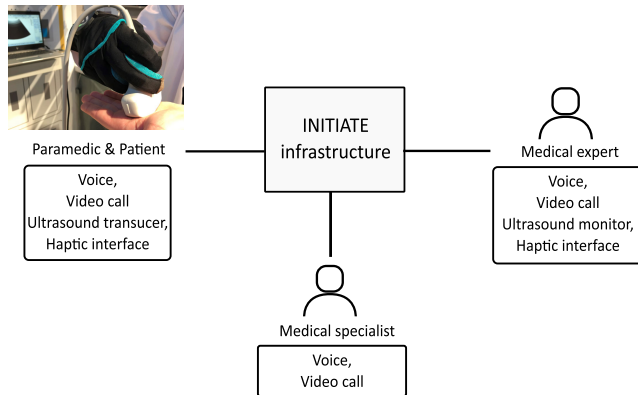 INITIATE
infrastructure
Paramedic & Patient
Voice,
Video call
Ultrasound transucer,
Haptic interface
Medical expert
Voice,
Video call
Ultrasound monitor,
Haptic interface
Medical specialist
Voice,
Video call